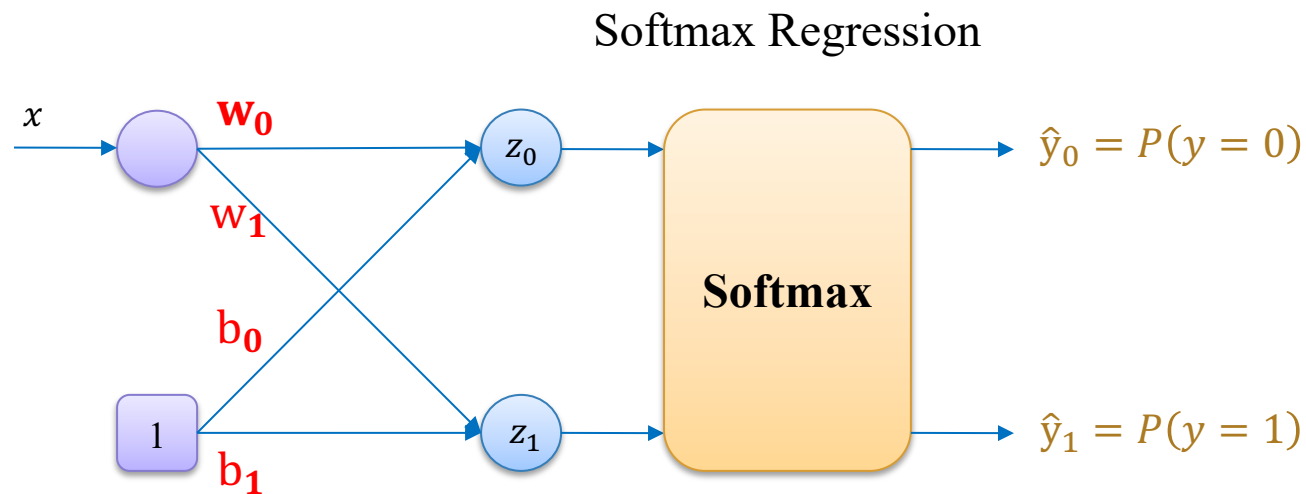 Softmax Regression
x
w₀
z₀
ŷ₀ = P(y = 0)
w₁
Softmax
b₀
1
z₁
ŷ₁ = P(y = 1)
b₁